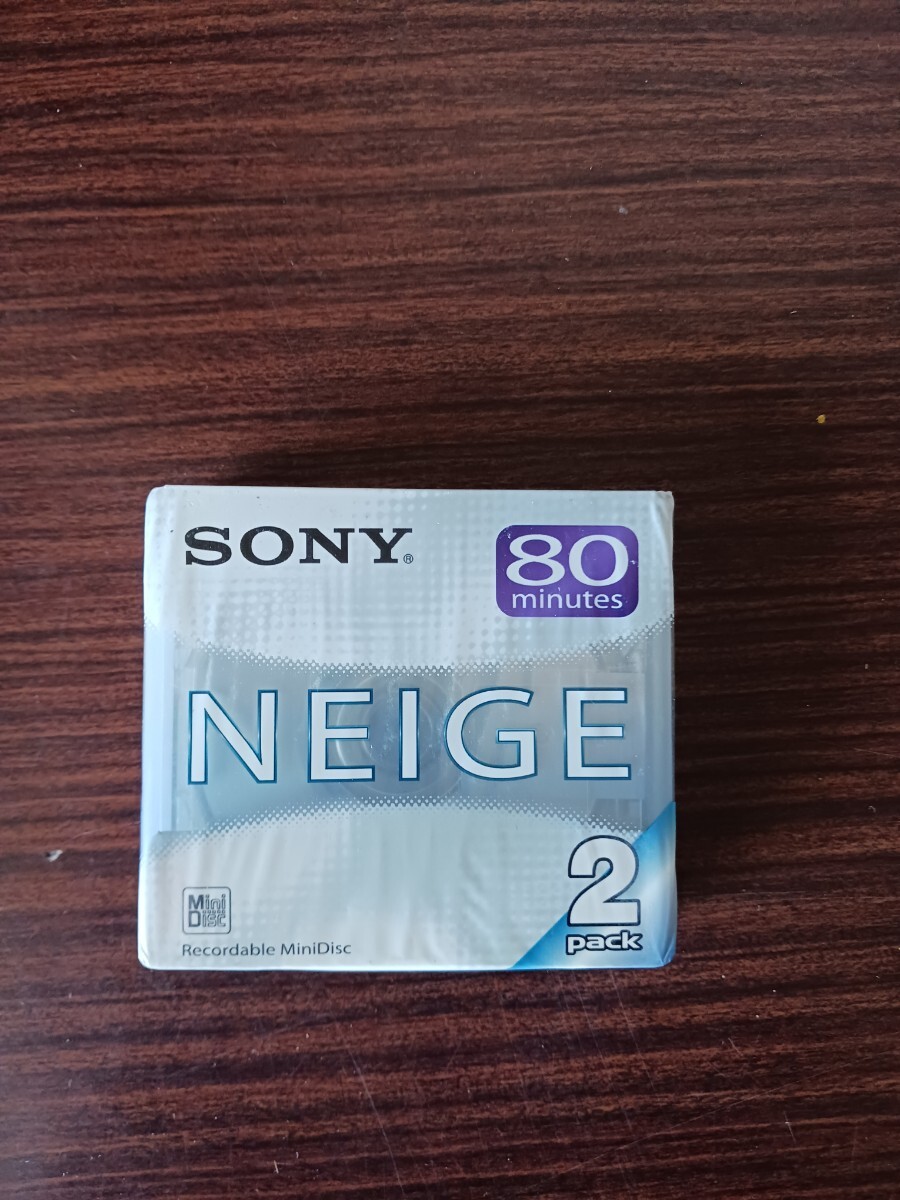 SONY®
80
minutes
NEIGE
2
pack
Mini
Disc
Recordable MiniDisc